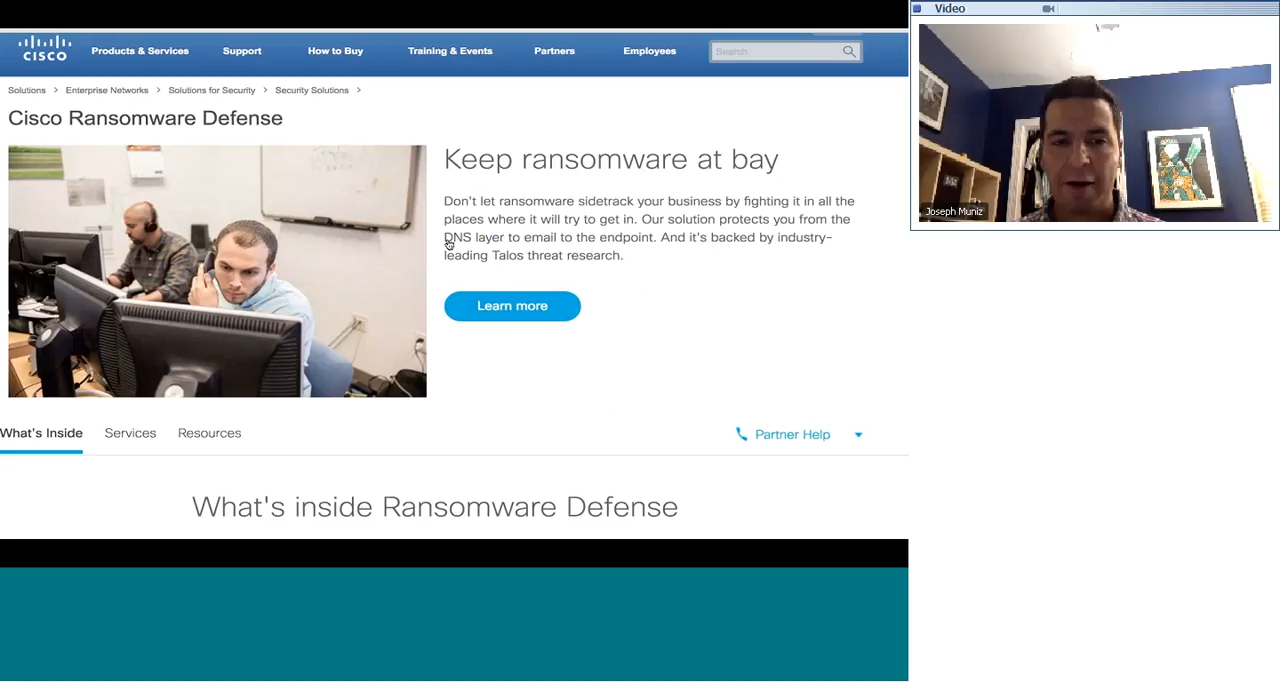 CISCO
Products & Services Support How to Buy Training & Events Partners Employees Search
Solutions > Enterprise Networks > Solutions for Security > Security Solutions >
Cisco Ransomware Defense
Keep ransomware at bay
Don't let ransomware sidetrack your business by fighting it in all the
places where it will try to get in. Our solution protects you from the
DNS layer to email to the endpoint. And it's backed by industry-
leading Talos threat research.
Learn more
What's Inside Services Resources Partner Help
What's inside Ransomware Defense
Video
Joseph Muniz